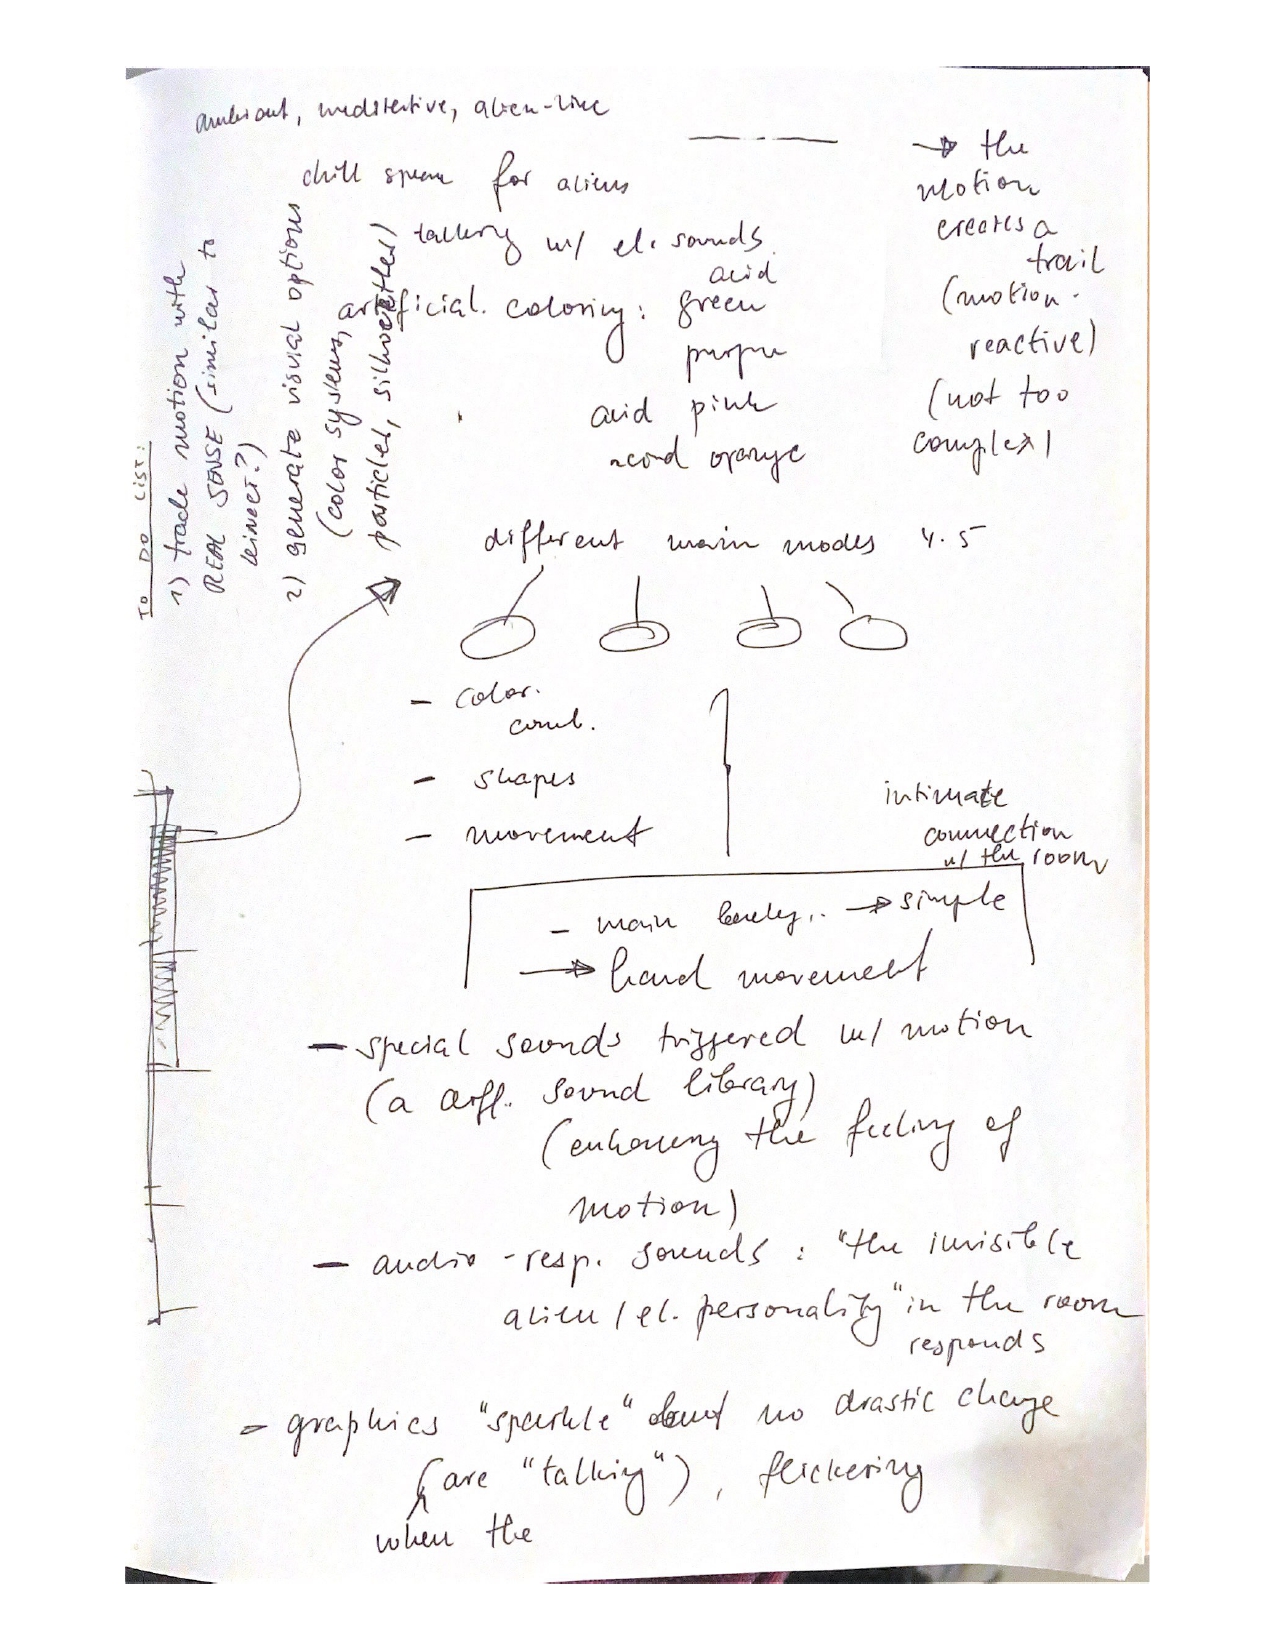 ambient, meditative, alien-like
chill space for aliens
talking w/ el. sounds
artificial. coloring: acid green
purple
acid pink
acid orange
→ the
motion
creates a
trail
(motion-
reactive)
(not too
complex)
TO DO LIST:
1) track motion with
REAL SENSE (similar to
kinect?)
2) generate visual options
(color systems,
particles, silhouettes)
different main modes 4-5
- color.
comb.
- shapes
- movement
intimate
connection
w/ the room
- main → simple
→ hand movement
- special sounds triggered w/ motion
(a diff. sound library)
(enhancing the feeling of
motion)
- audio-resp. sounds: "the invisible
alien/el. personality" in the room
responds
- graphics "sparkle" but no drastic change
(are "talking"), flickering
when the